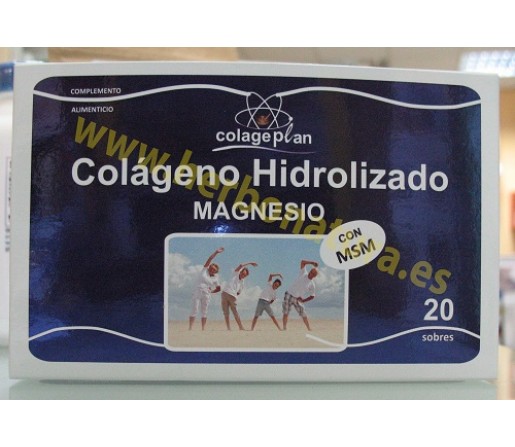 COMPLEMENTO
ALIMENTICIO
colageplan
Colágeno Hidrolizado
MAGNESIO
CON
MSM
20
sobres
www.herbonatura.es